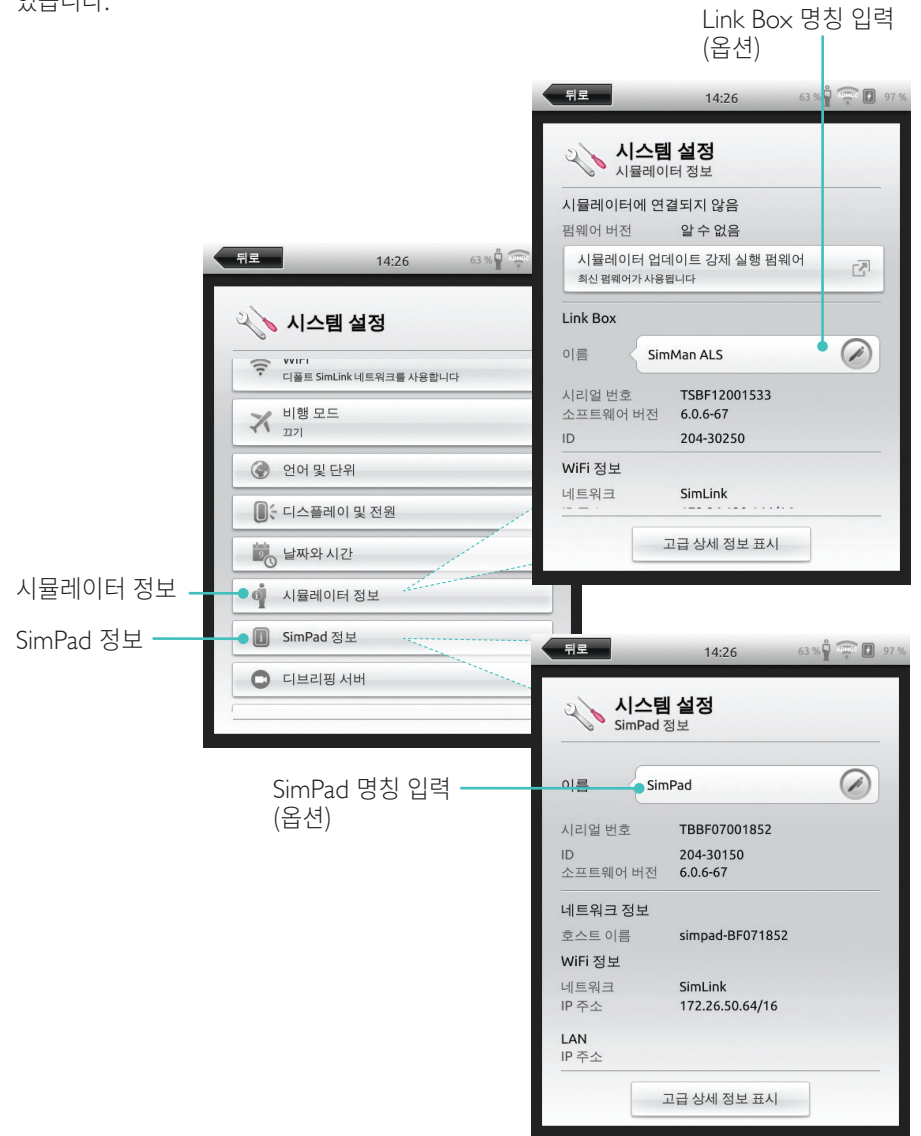 있습니다.
Link Box 명칭 입력
(옵션)
뒤로
14:26
63 %
97 %
시스템 설정
시뮬레이터 정보
시뮬레이터에 연결되지 않음
펌웨어 버전 알 수 없음
시뮬레이터 업데이트 강제 실행 펌웨어
최신 펌웨어가 사용됩니다
Link Box
이름 SimMan ALS
시리얼 번호 TSBF12001533
소프트웨어 버전 6.0.6-67
ID 204-30250
WiFi 정보
네트워크 SimLink
고급 상세 정보 표시
뒤로
14:26
63 %
시스템 설정
WiFi
디폴트 SimLink 네트워크를 사용합니다
비행 모드
끄기
언어 및 단위
디스플레이 및 전원
날짜와 시간
시뮬레이터 정보
SimPad 정보
디브리핑 서버
시뮬레이터 정보
SimPad 정보
SimPad 명칭 입력
(옵션)
뒤로
14:26
63 %
97 %
시스템 설정
SimPad 정보
이름 SimPad
시리얼 번호 TBBF07001852
ID 204-30150
소프트웨어 버전 6.0.6-67
네트워크 정보
호스트 이름 simpad-BF071852
WiFi 정보
네트워크 SimLink
IP 주소 172.26.50.64/16
LAN
IP 주소
고급 상세 정보 표시